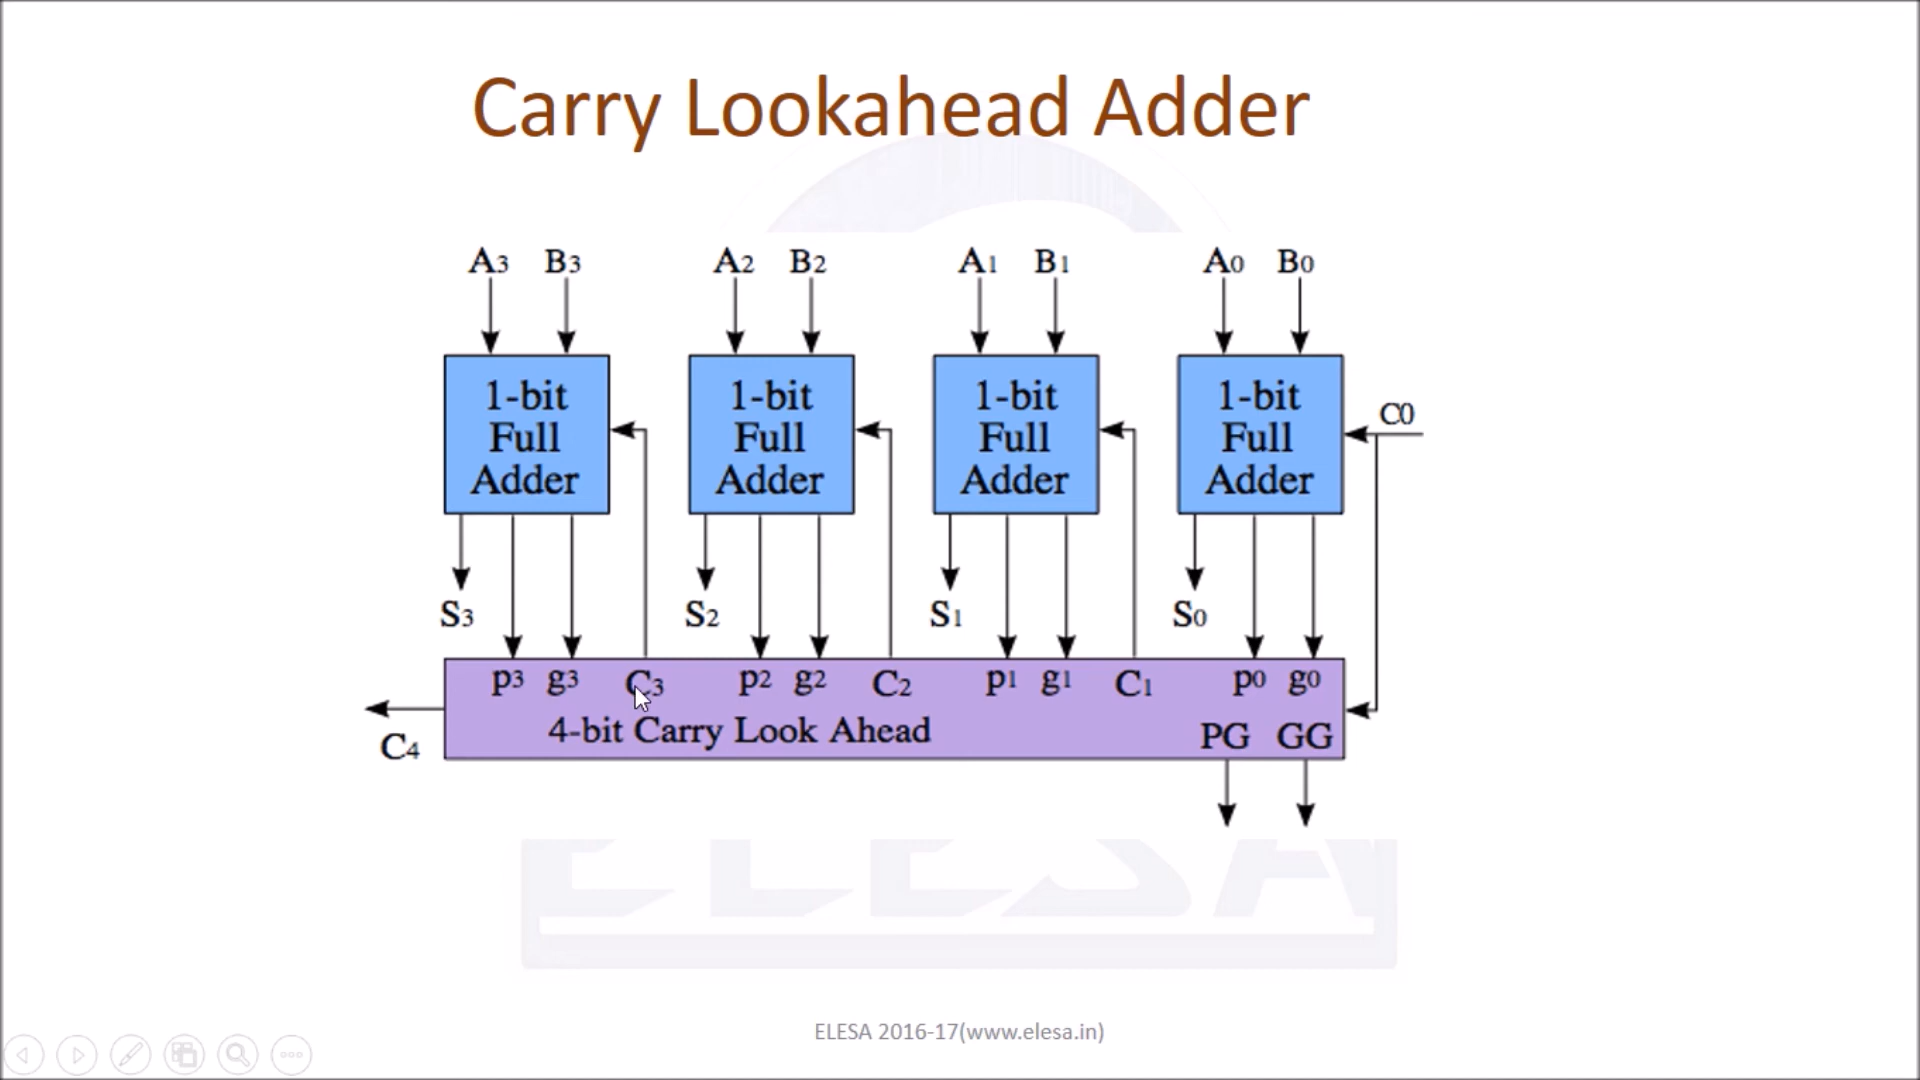 Carry Lookahead Adder
A3 B3 A2 B2 A1 B1 A0 B0
1-bit Full Adder
1-bit Full Adder
1-bit Full Adder
1-bit Full Adder
C0
S3 S2 S1 S0
p3 g3 C3 p2 g2 C2 p1 g1 C1 p0 g0
4-bit Carry Look Ahead
PG GG
C4
ELESA
ELESA 2016-17(www.elesa.in)